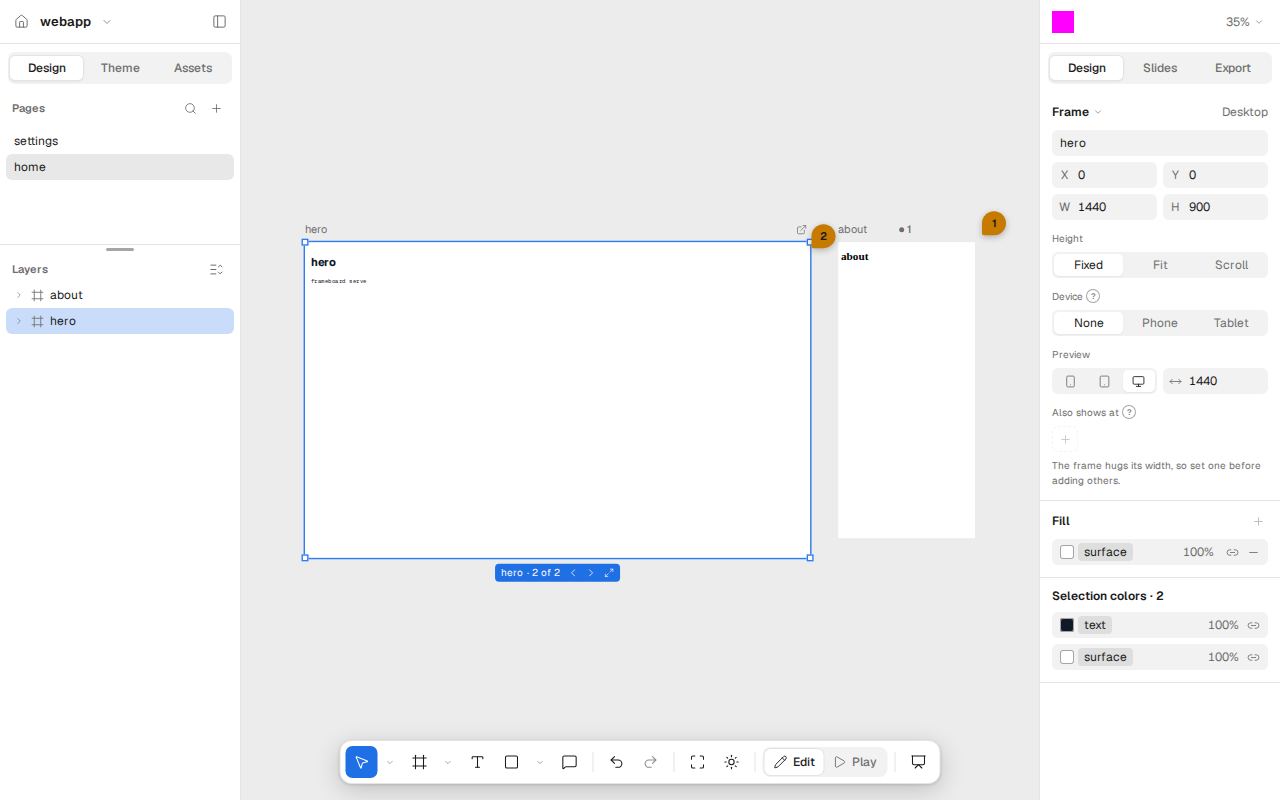 webapp
Design Theme Assets
Pages
settings
home
Layers
about
hero
hero
2
about 1
1
hero
frameboard serve
about
hero · 2 of 2
Edit Play
35%
Design Slides Export
Frame Desktop
hero
X 0 Y 0
W 1440 H 900
Height
Fixed Fit Scroll
Device ?
None Phone Tablet
Preview
1440
Also shows at ?
The frame hugs its width, so set one before
adding others.
Fill
surface 100%
Selection colors · 2
text 100%
surface 100%